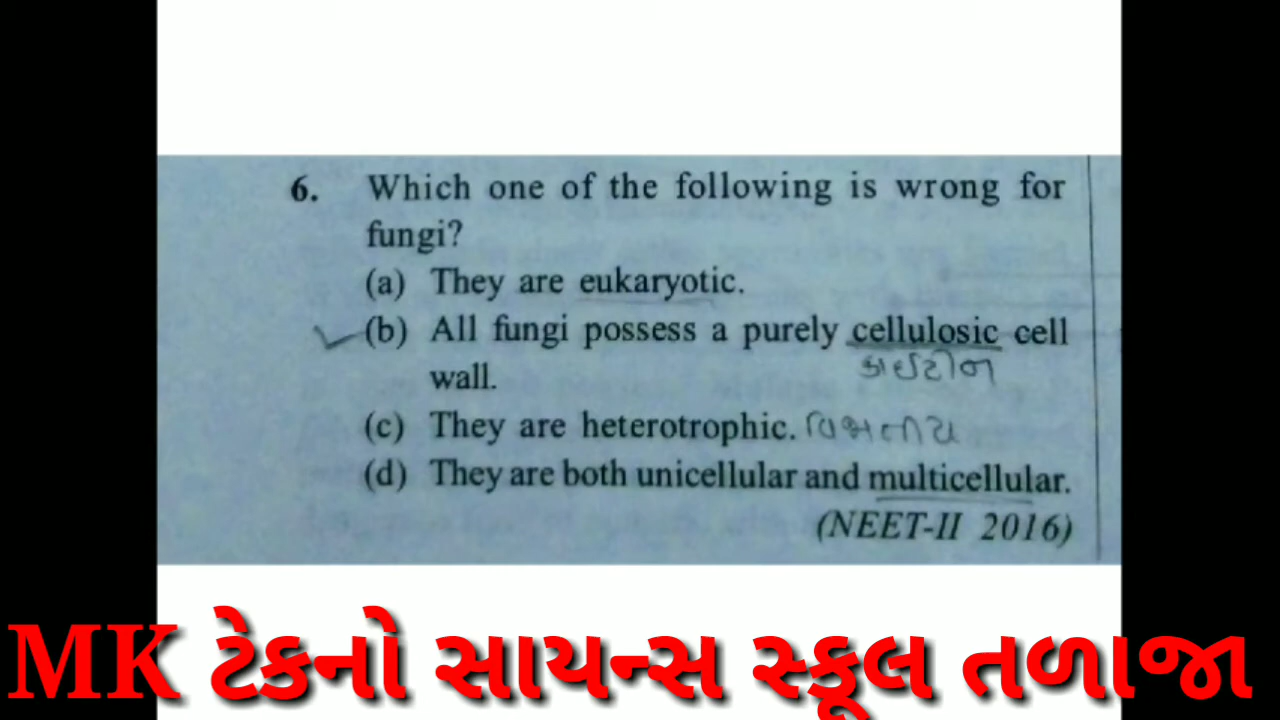 6. Which one of the following is wrong for
fungi?
(a) They are eukaryotic.
(b) All fungi possess a purely cellulosic cell
કાઈટીન
wall.
(c) They are heterotrophic.
(d) They are both unicellular and multicellular.
(NEET-II 2016)
MK ટેકનો સાયન્સ સ્કૂલ તળાજા